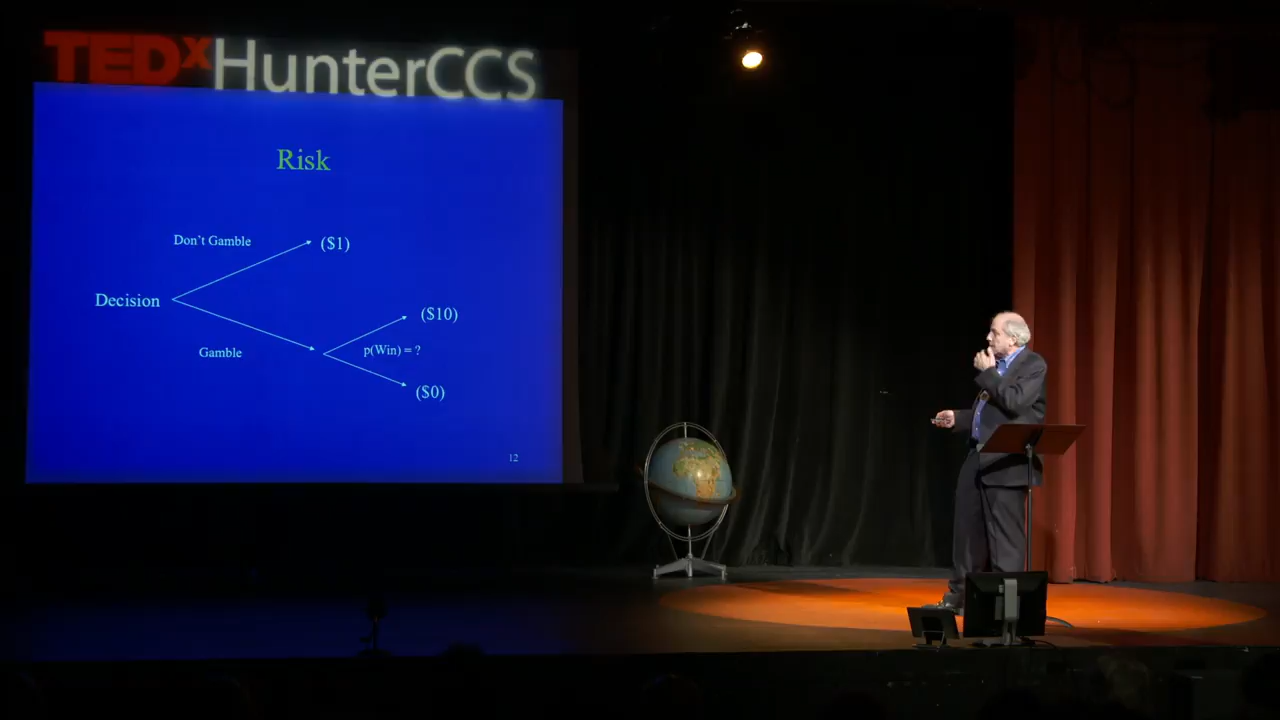 TEDxHunterCCS
Risk
Don't Gamble
($1)
Decision
($10)
Gamble
p(Win) = ?
($0)
12